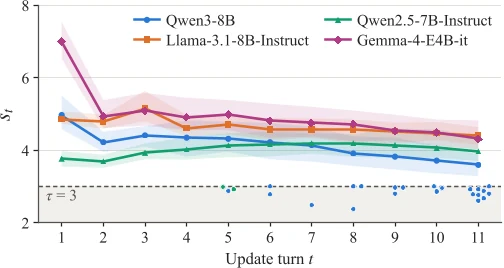 Qwen3-8B
Qwen2.5-7B-Instruct
Llama-3.1-8B-Instruct
Gemma-4-E4B-it
8
6
4
2
s_t
τ = 3
1 2 3 4 5 6 7 8 9 10 11
Update turn t